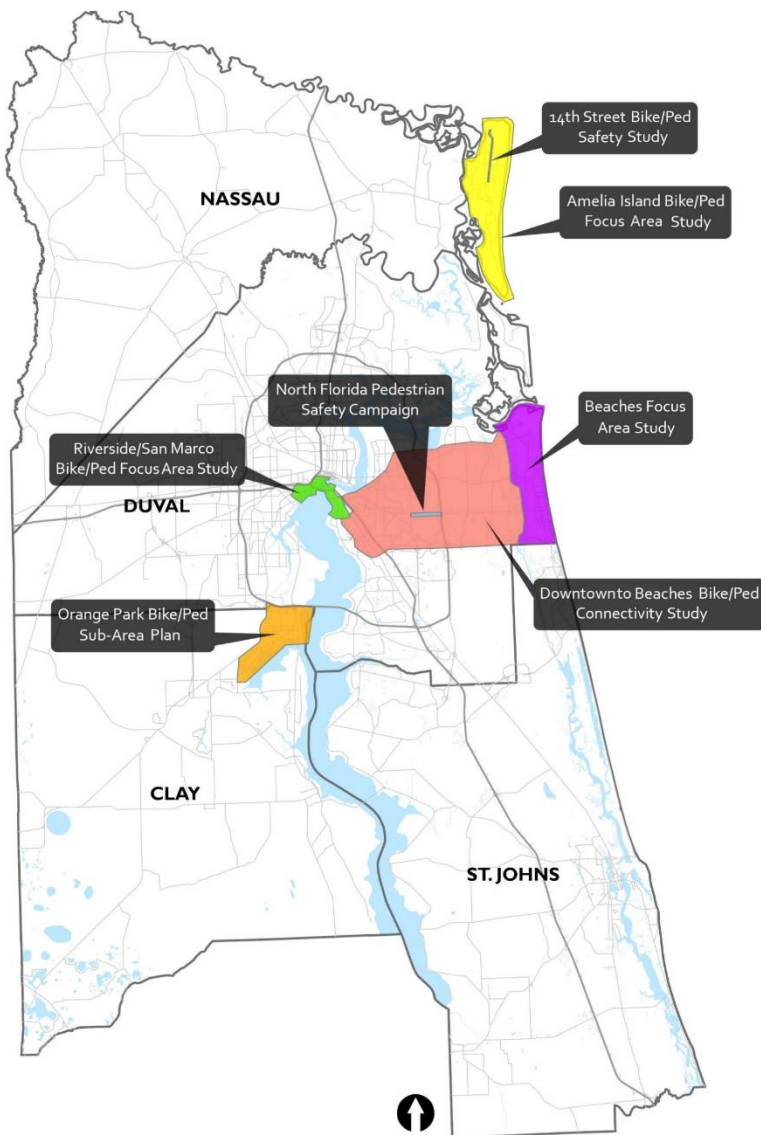 14th Street Bike/Ped
Safety Study
NASSAU
Amelia Island Bike/Ped
Focus Area Study
North Florida Pedestrian
Safety Campaign
Beaches Focus
Area Study
Riverside/San Marco
Bike/Ped Focus Area Study
DUVAL
Downtown to Beaches Bike/Ped
Connectivity Study
Orange Park Bike/Ped
Sub-Area Plan
CLAY
ST. JOHNS